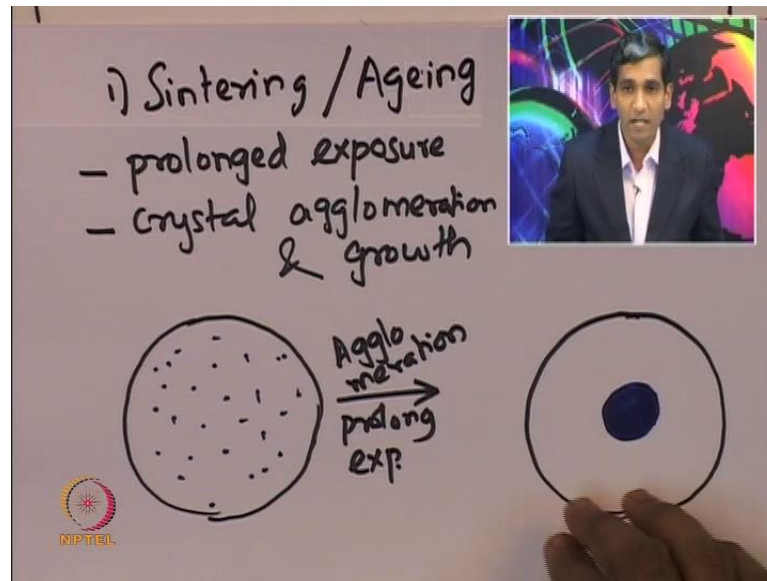 i) Sintering / Ageing
- prolonged exposure
- crystal agglomeration
& growth
Agglo
meration
prolong
exp.
NPTEL